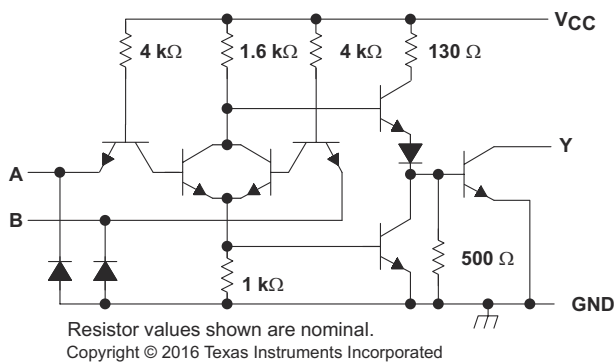 VCC
4 kΩ 1.6 kΩ 4 kΩ 130 Ω
Y
A
B
500 Ω
1 kΩ
GND
Resistor values shown are nominal.
Copyright © 2016 Texas Instruments Incorporated